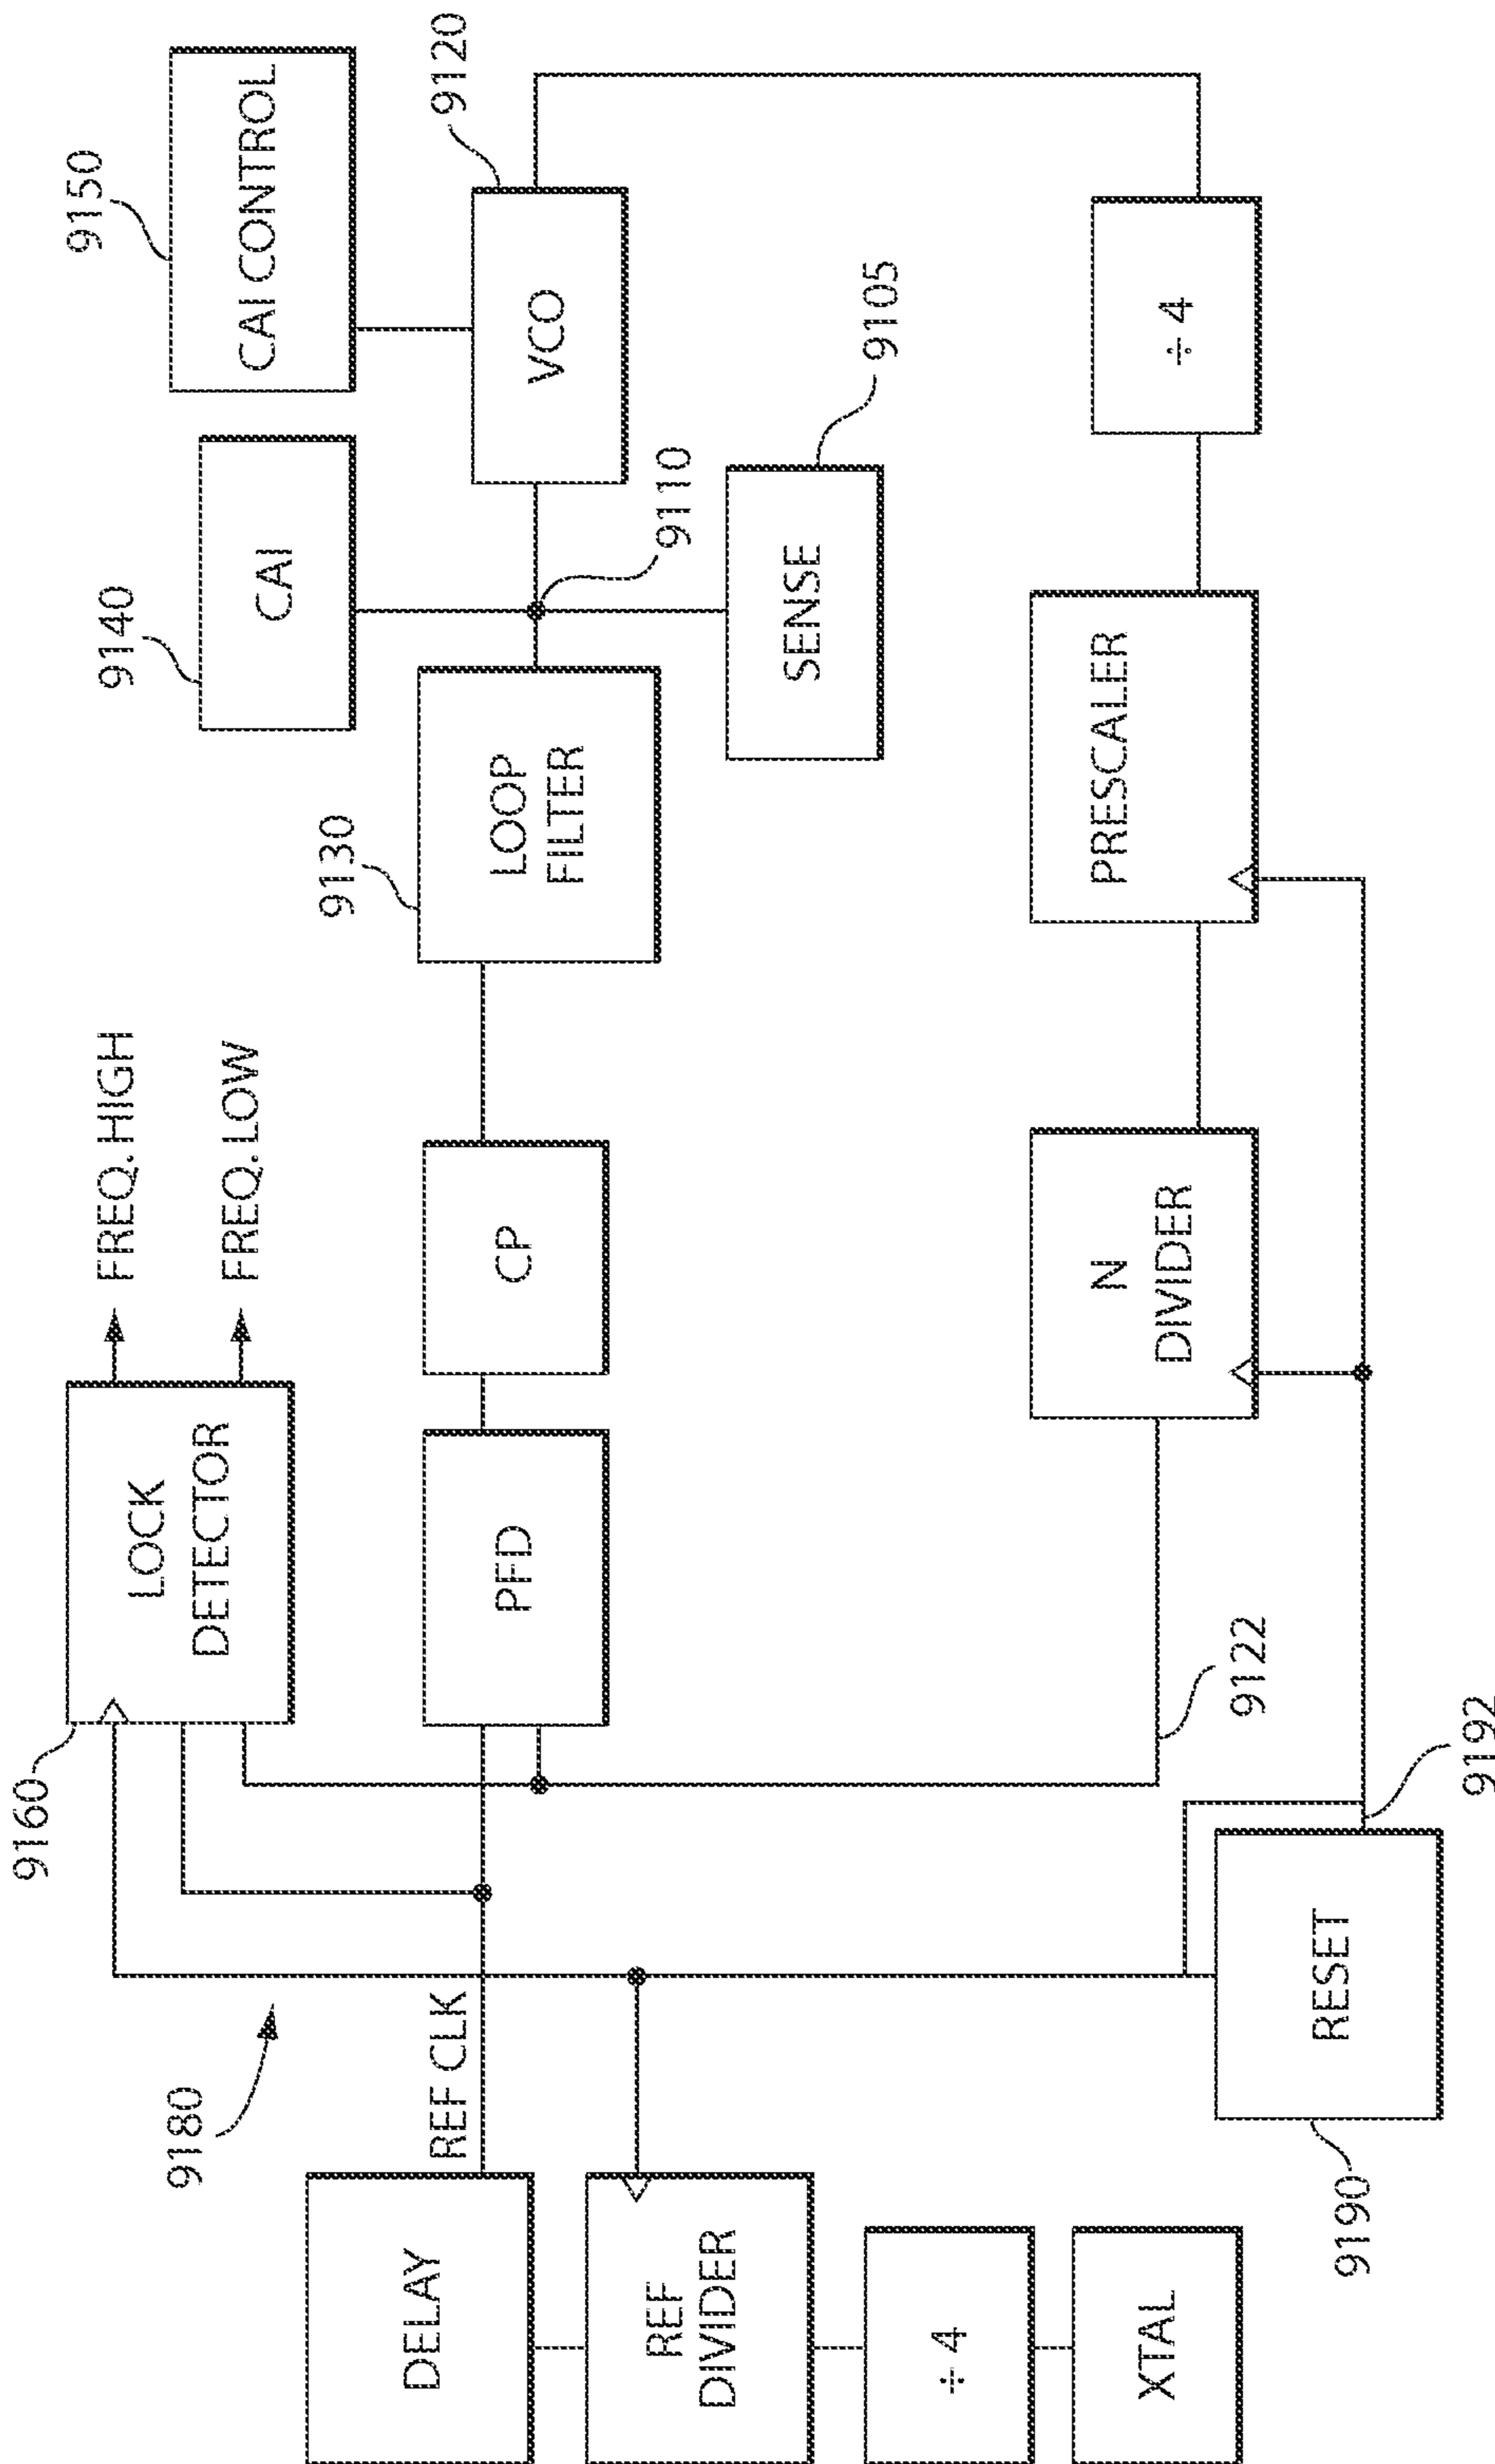 9150
CAI CONTROL
9120
VCO
÷ 4
9140
CAI
9110
9105
SENSE
9130
LOOP
FILTER
PRESCALER
FREQ. HIGH
FREQ. LOW
CP
N
DIVIDER
9160
LOCK
DETECTOR
PFD
9122
9192
9180
REF CLK
RESET
9190
DELAY
REF
DIVIDER
÷ 4
XTAL